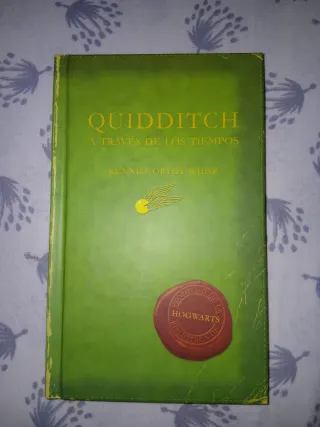 QUIDDITCH
A TRAVÉS DE LOS TIEMPOS
KENNILWORTHY WHISP
HOGWARTS